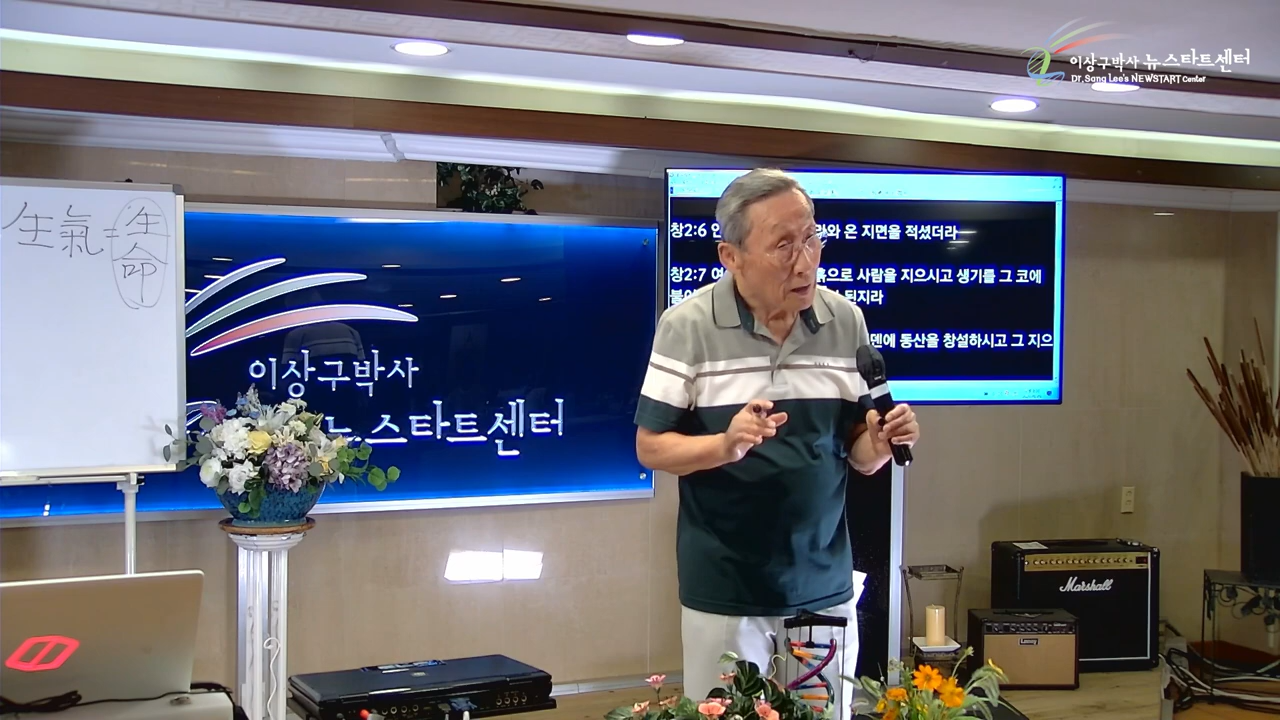 이상구박사 뉴스타트센터
Dr. Sang Lee's NEWSTART Center
生氣=生命
이상구박사
뉴스타트센터
창2:6 와 온 지면을 적셨더라
창2:7 여 흙으로 사람을 지으시고 생기를 그 코에
된지라
덴에 동산을 창설하시고 그 지으
Marshall
Laney